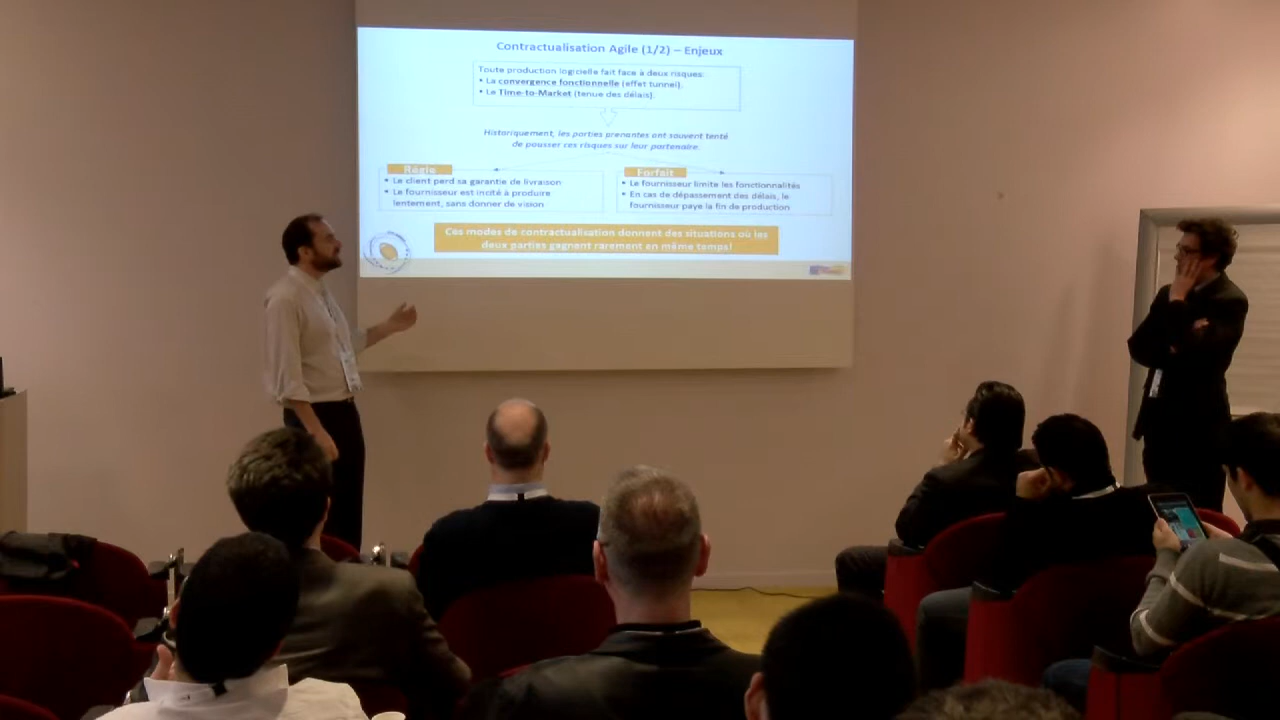 Contractualisation Agile (1/2) – Enjeux
Toute production logicielle fait face à deux risques:
• La convergence fonctionnelle (effet tunnel).
• Le Time-to-Market (tenue des délais).
Historiquement, les parties prenantes ont souvent tenté
de pousser ces risques sur leur partenaire.
Régie
• Le client perd sa garantie de livraison
• Le fournisseur est incité à produire
lentement, sans donner de vision
Forfait
• Le fournisseur limite les fonctionnalités
• En cas de dépassement des délais, le
fournisseur paye la fin de production
Ces modes de contractualisation donnent des situations où les
deux parties gagnent rarement en même temps!